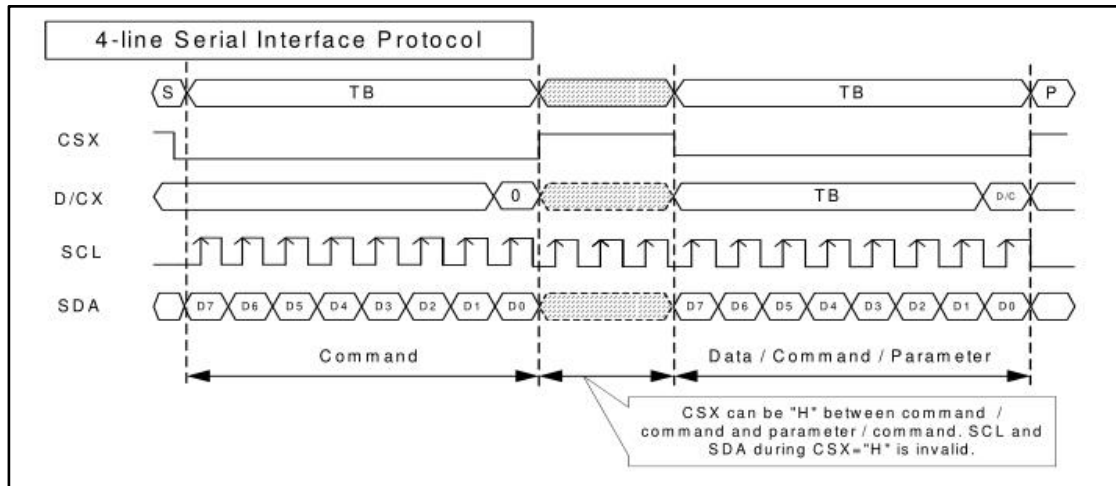 4-line Serial Interface Protocol
S TB TB P
CSX
D/CX 0 TB D/C
SCL
SDA D7 D6 D5 D4 D3 D2 D1 D0 D7 D6 D5 D4 D3 D2 D1 D0
Command Data / Command / Parameter
CSX can be "H" between command /
command and parameter / command. SCL and
SDA during CSX="H" is invalid.